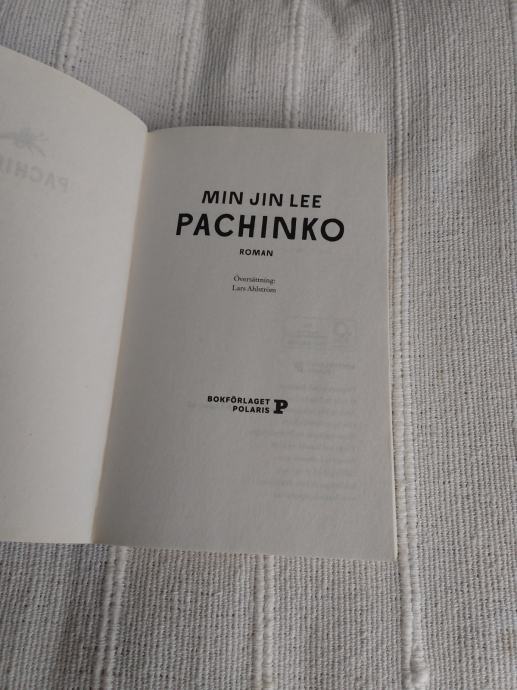 MIN JIN LEE
PACHINKO
ROMAN
Översättning:
Lars Ahlström
BOKFÖRLAGET
POLARIS P